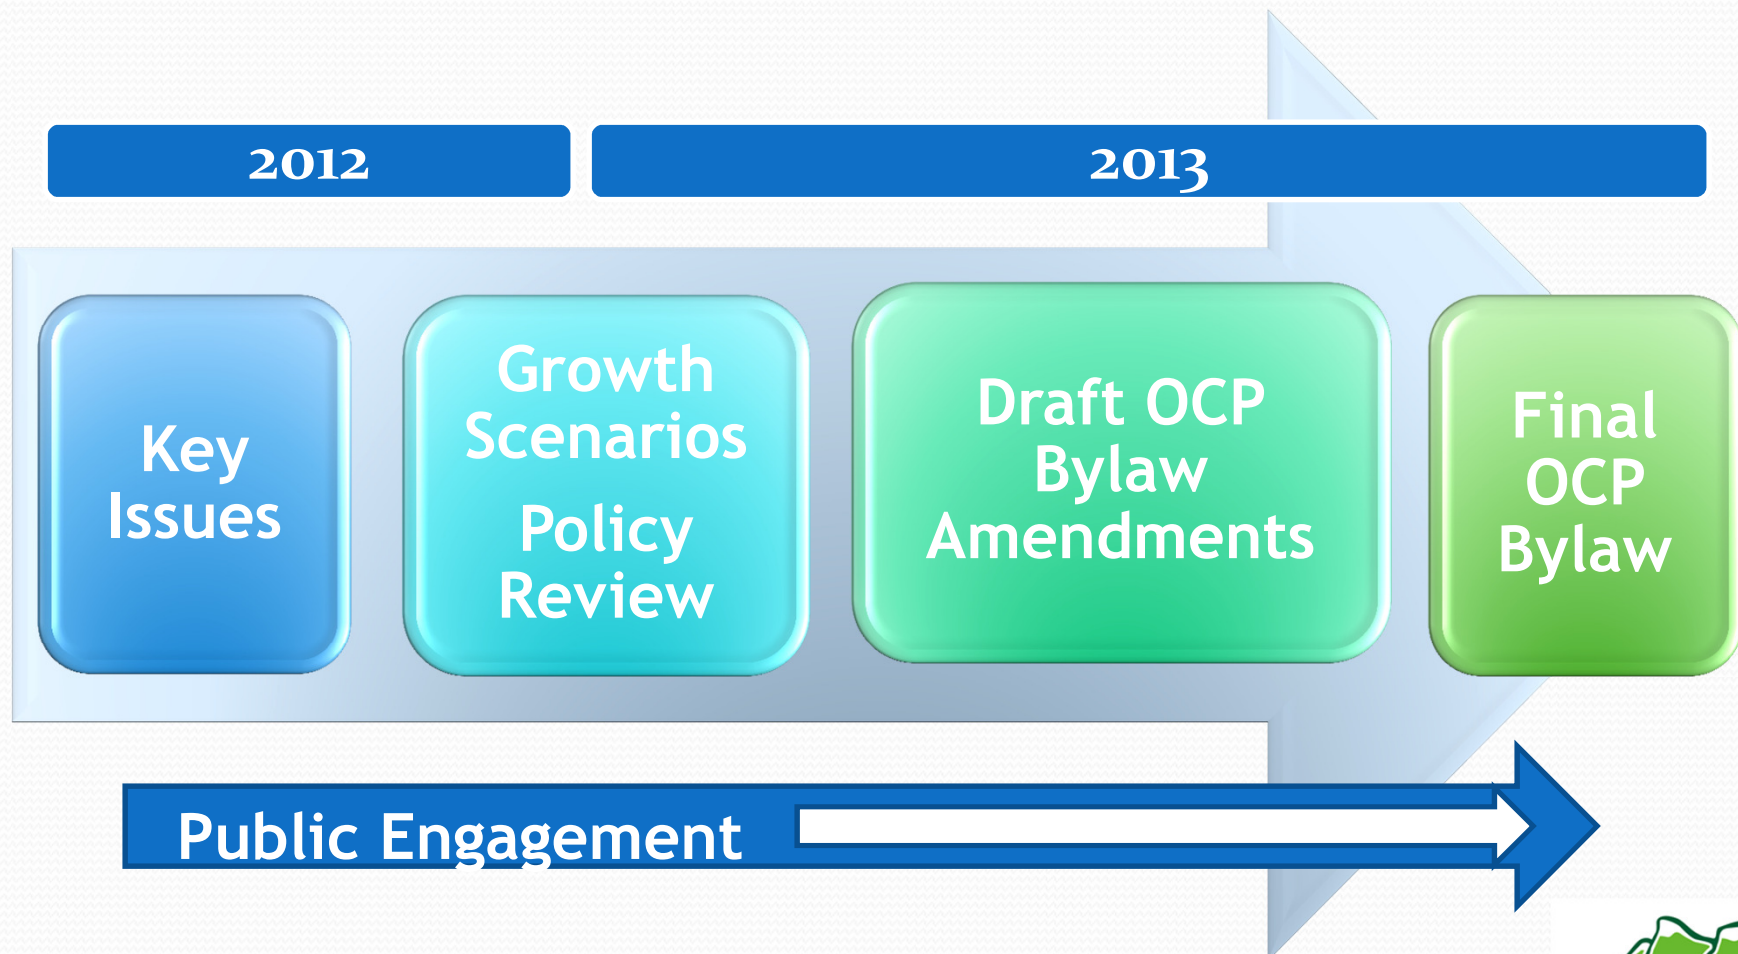 2012
2013
Key
Issues
Growth
Scenarios
Policy
Review
Draft OCP
Bylaw
Amendments
Final
OCP
Bylaw
Public Engagement